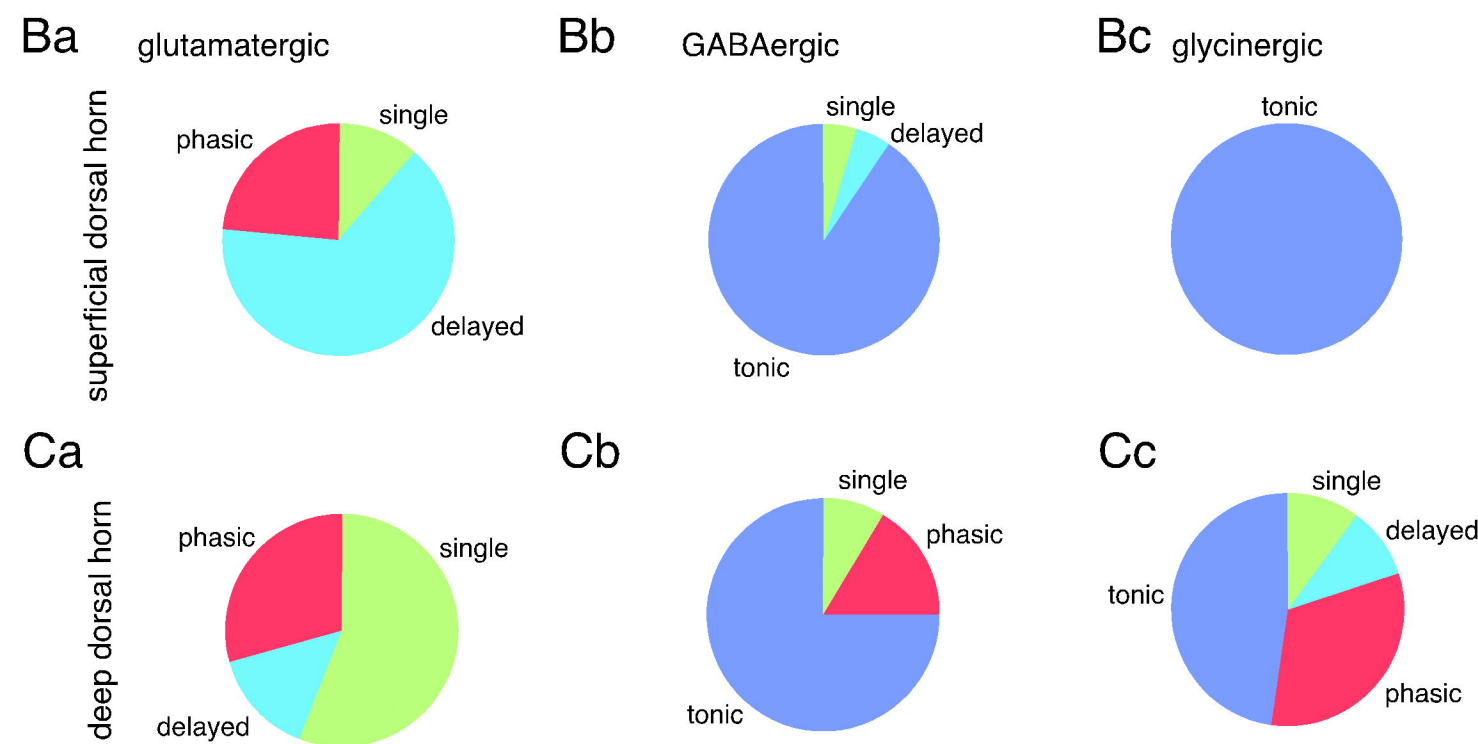 Ba glutamatergic
Bb GABAergic
Bc glycinergic
superficial dorsal horn
phasic
single
delayed
single
delayed
tonic
tonic
Ca
Cb
Cc
deep dorsal horn
phasic
single
delayed
single
phasic
tonic
single
delayed
tonic
phasic